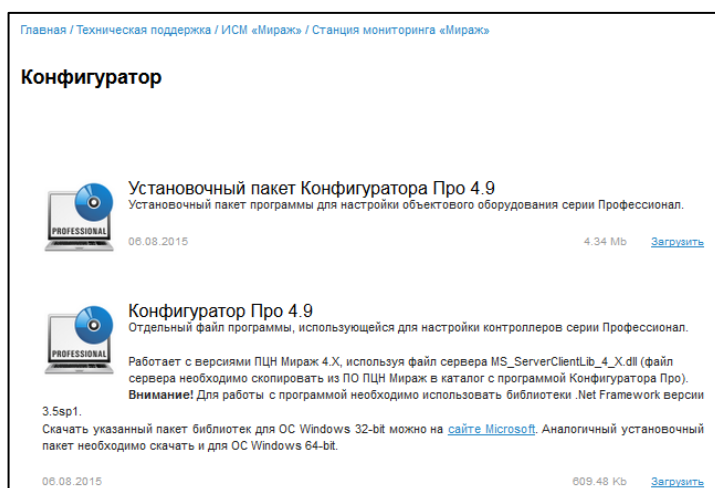 Главная / Техническая поддержка / ИСМ «Мираж» / Станция мониторинга «Мираж»
Конфигуратор
PROFESSIONAL
Установочный пакет Конфигуратора Про 4.9
Установочный пакет программы для настройки объектового оборудования серии Профессионал.
06.08.2015 4.34 Mb Загрузить
PROFESSIONAL
Конфигуратор Про 4.9
Отдельный файл программы, использующейся для настройки контроллеров серии Профессионал.
Работает с версиями ПЦН Мираж 4.X, используя файл сервера MS_ServerClientLib_4_X.dll (файл
сервера необходимо скопировать из ПО ПЦН Мираж в каталог с программой Конфигуратора Про).
Внимание! Для работы с программой необходимо использовать библиотеки .Net Framework версии
3.5sp1.
Скачать указанный пакет библиотек для ОС Windows 32-bit можно на сайте Microsoft. Аналогичный установочный
пакет необходимо скачать и для ОС Windows 64-bit.
06.08.2015 609.48 Kb Загрузить